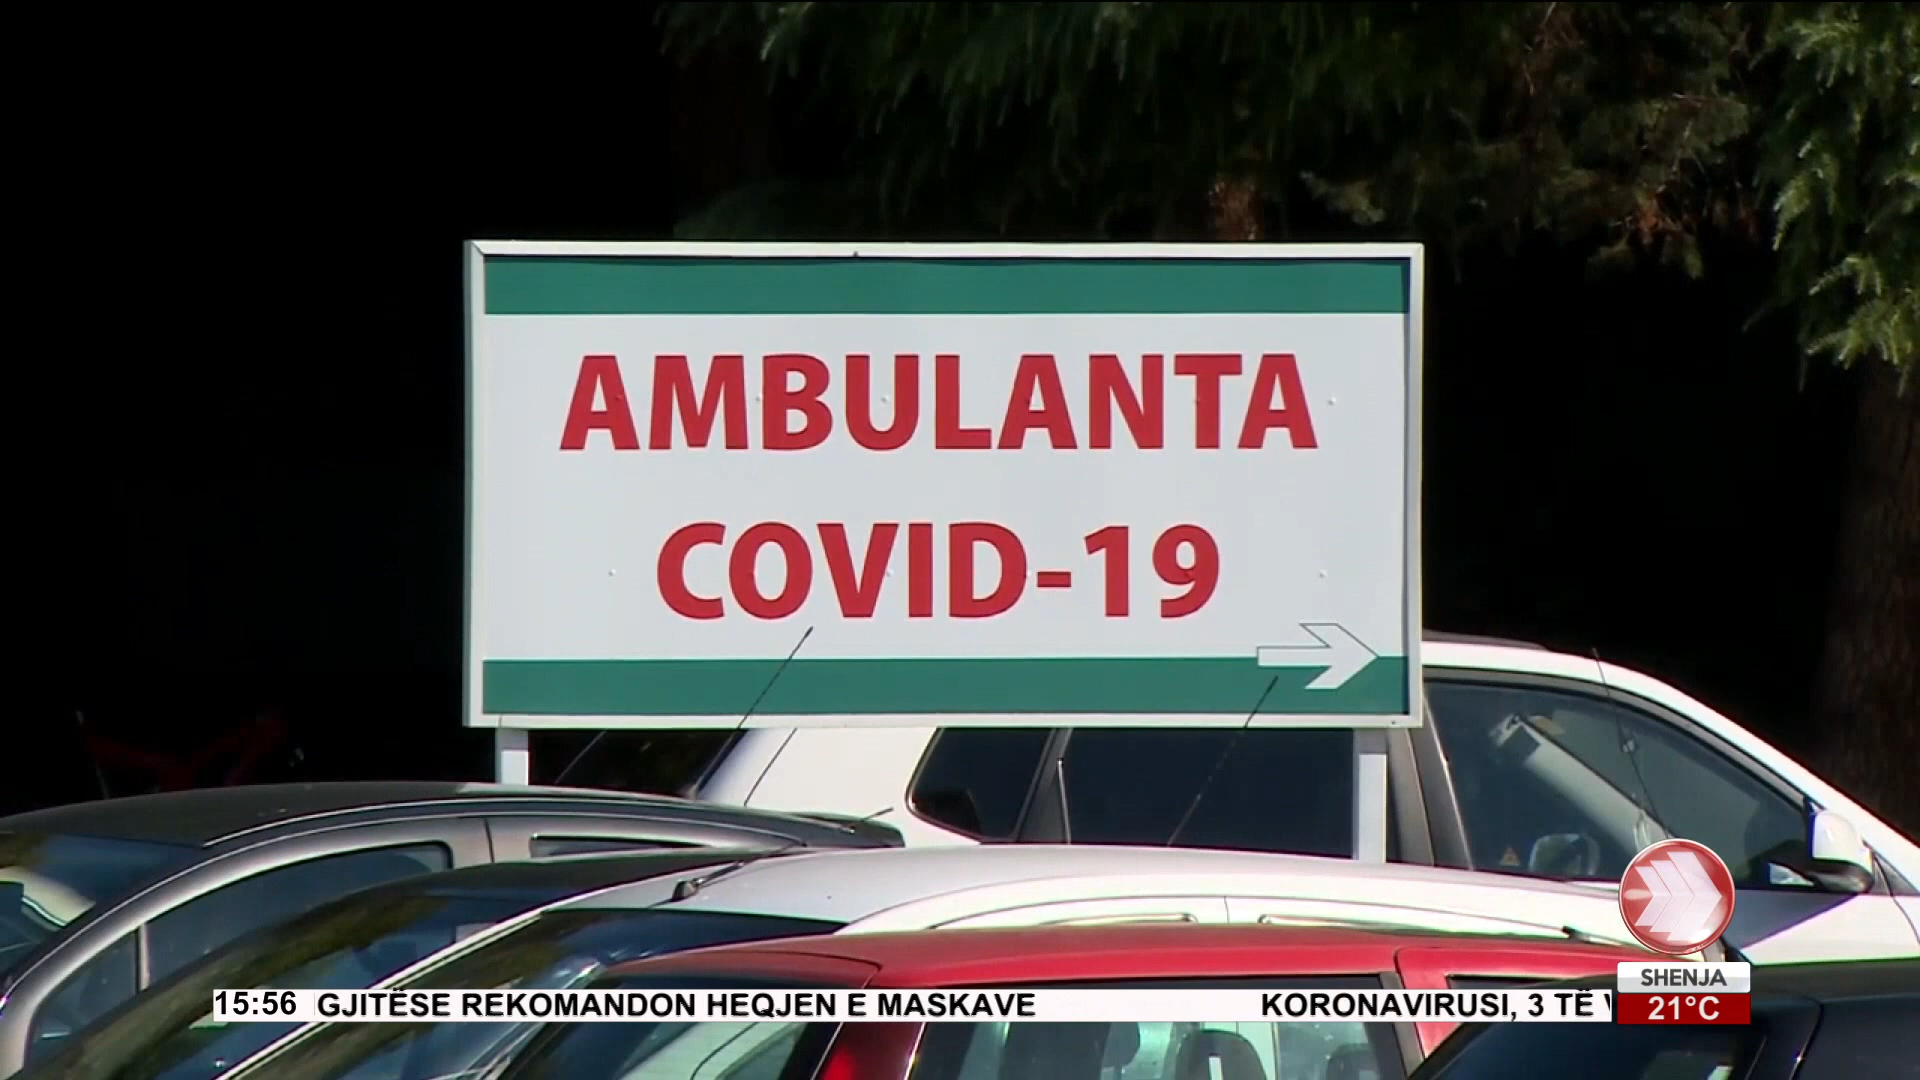 AMBULANTA
COVID-19
SHENJA
15:56 GJITËSE REKOMANDON HEQJEN E MASKAVE KORONAVIRUSI, 3 TË
21°C